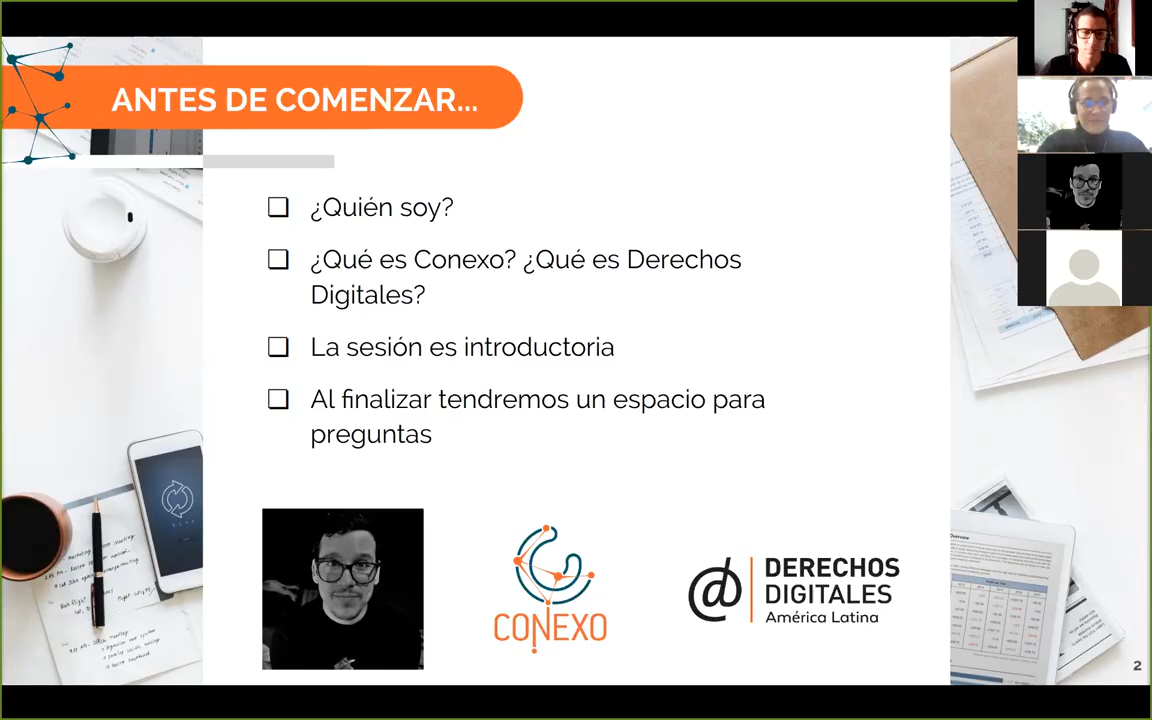 ANTES DE COMENZAR...
¿Quién soy?
¿Qué es Conexo? ¿Qué es Derechos
Digitales?
La sesión es introductoria
Al finalizar tendremos un espacio para
preguntas
CONEXO
DERECHOS
DIGITALES
América Latina
Overview
2